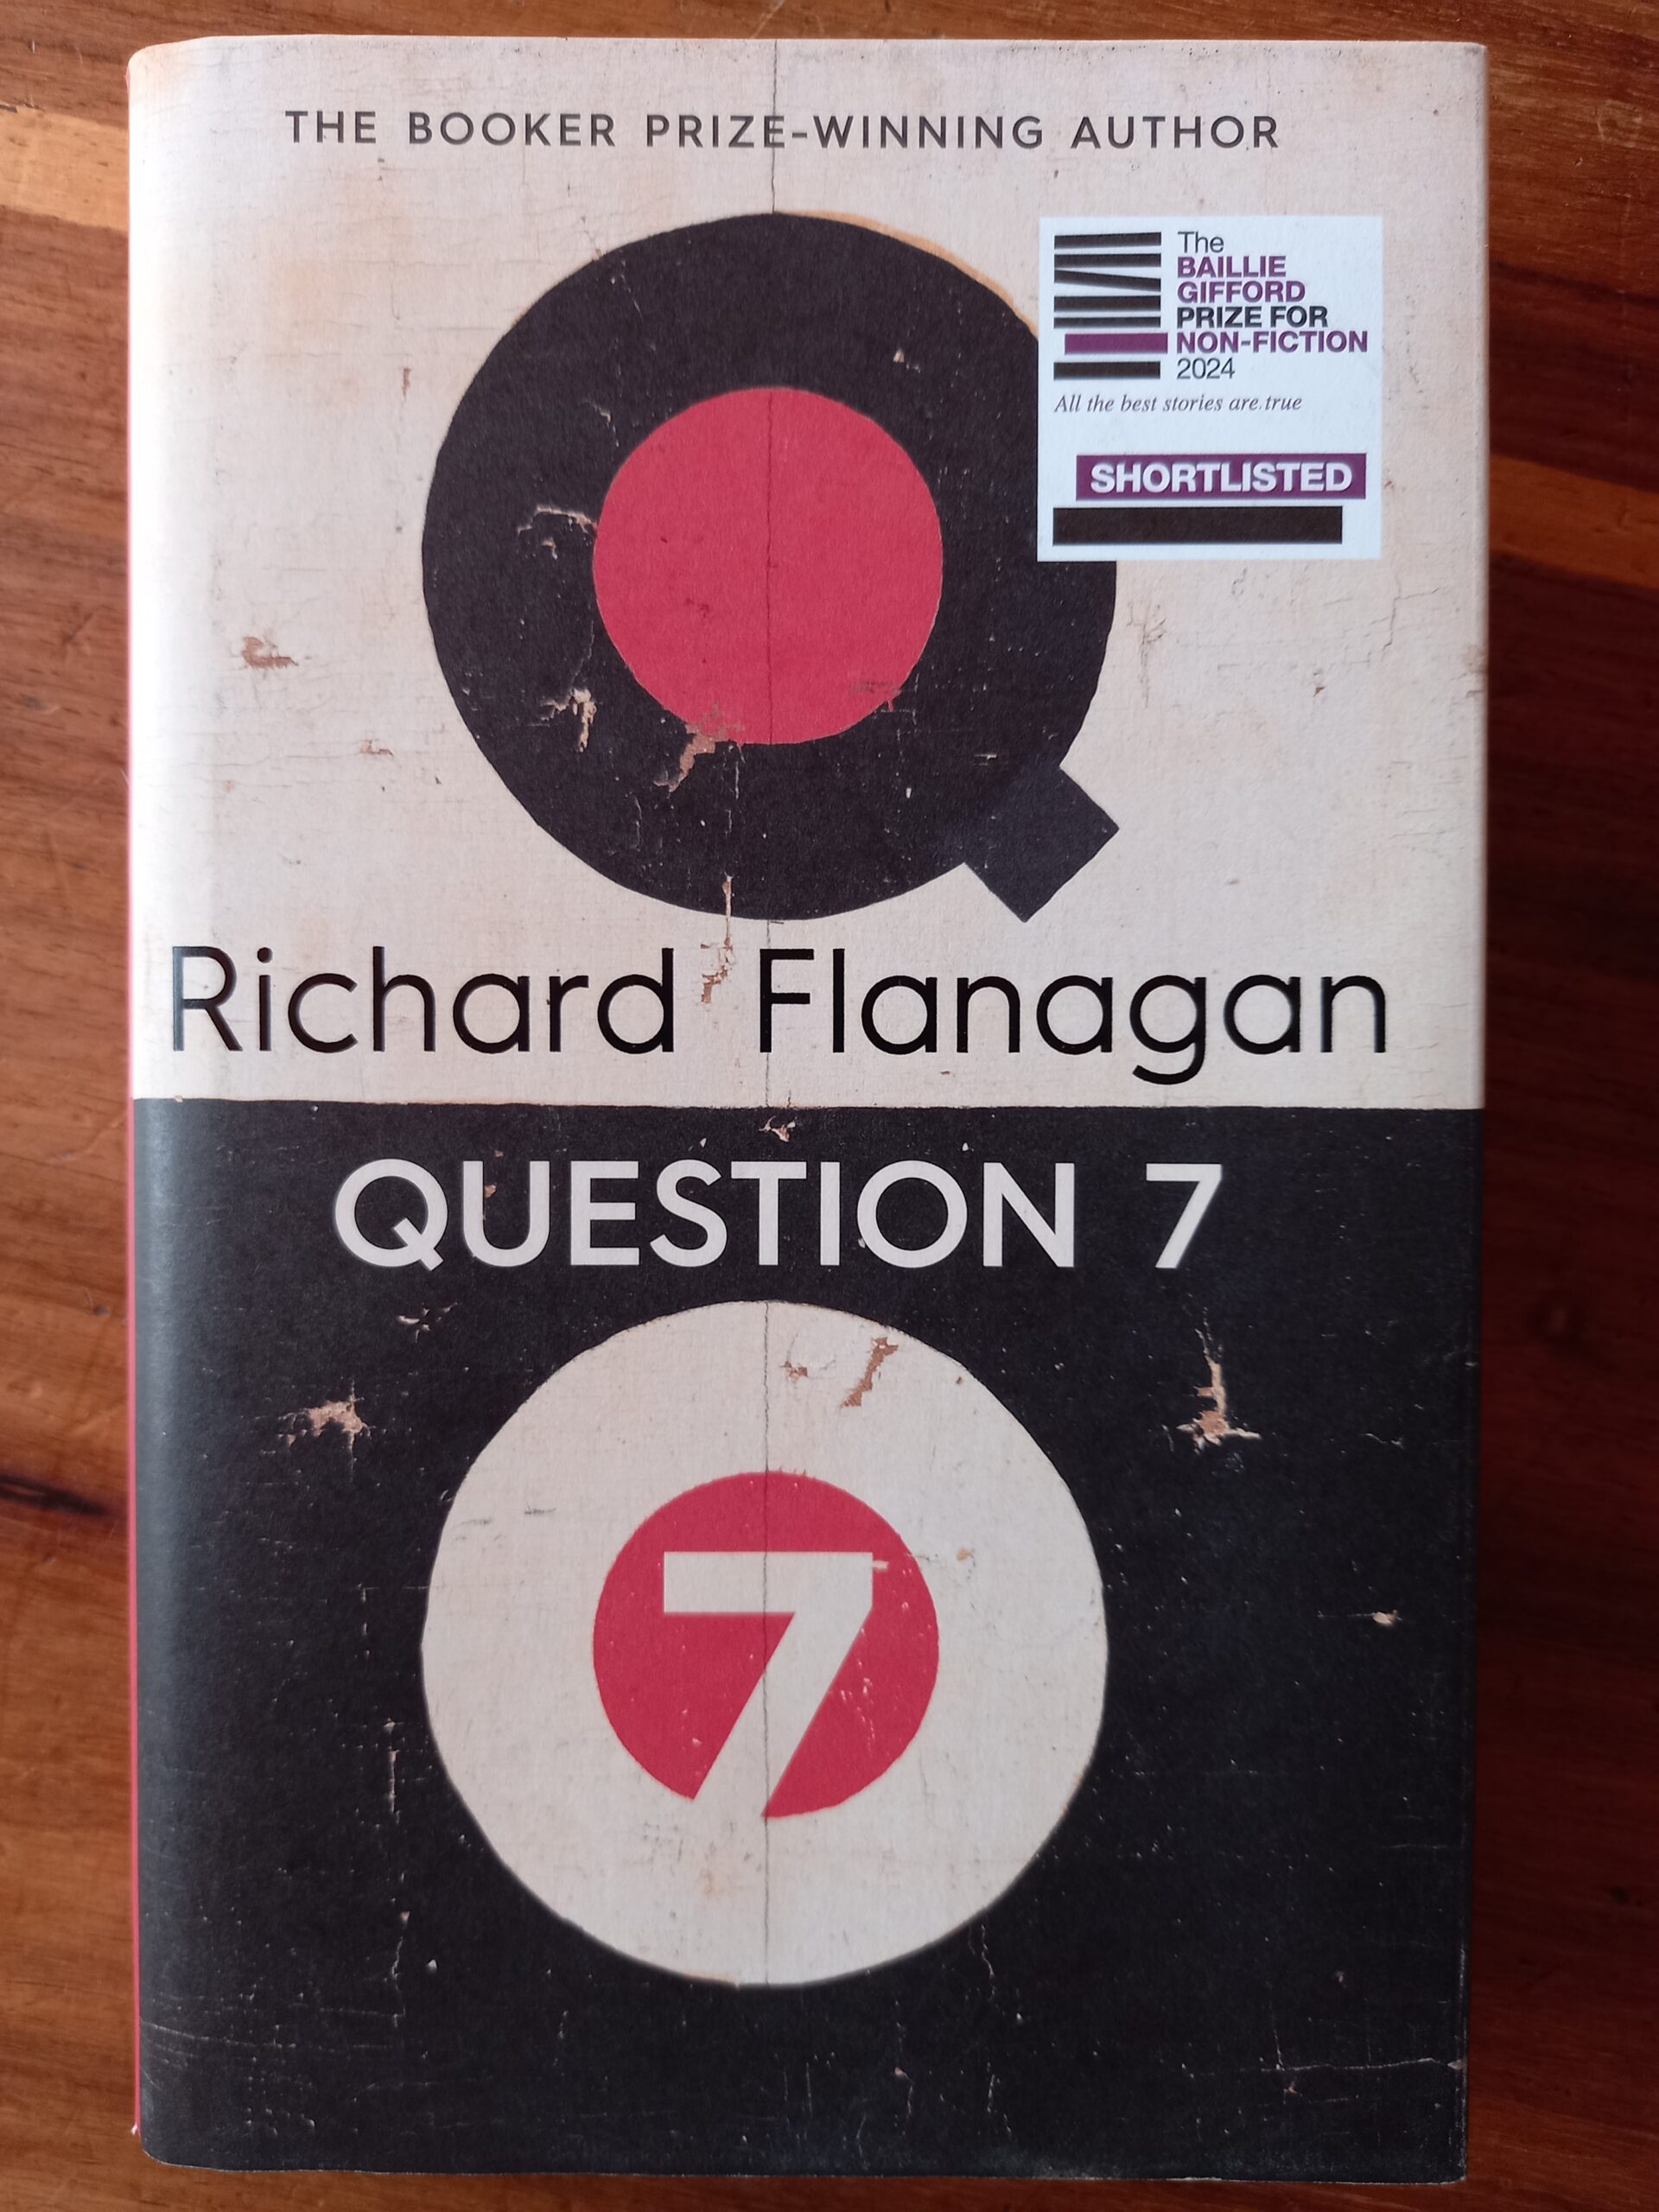 THE BOOKER PRIZE-WINNING AUTHOR
Q
The
BAILLIE
GIFFORD
PRIZE FOR
NON-FICTION
2024
All the best stories are true
SHORTLISTED
Richard Flanagan
QUESTION 7
7